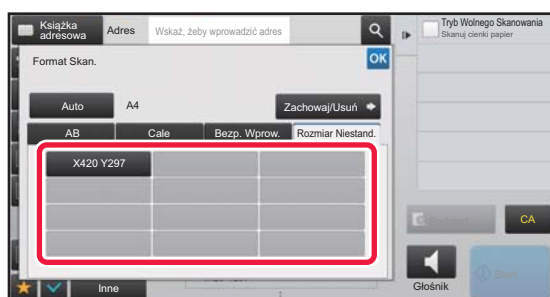 Książka
adresowa
Adres
Wskaż, żeby wprowadzić adres
Tryb Wolnego Skanowania
Skanuj cienki papier
Format Skan.
OK
Auto
A4
Zachowaj/Usuń
AB
Cale
Bezp. Wprow.
Rozmiar Niestand.
X420 Y297
CA
Inne
Głośnik
Start